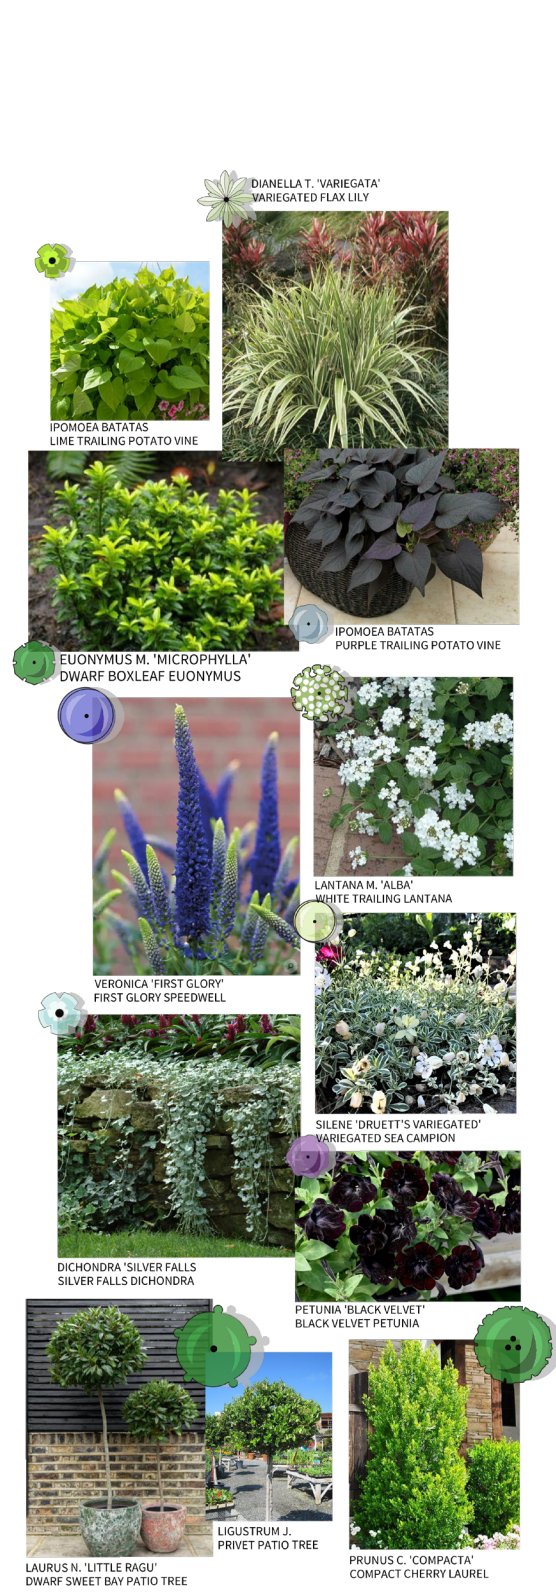 DIANELLA T. 'VARIEGATA'
VARIEGATED FLAX LILY
IPOMOEA BATATAS
LIME TRAILING POTATO VINE
IPOMOEA BATATAS
PURPLE TRAILING POTATO VINE
EUONYMUS M. 'MICROPHYLLA'
DWARF BOXLEAF EUONYMUS
LANTANA M. 'ALBA'
WHITE TRAILING LANTANA
VERONICA 'FIRST GLORY'
FIRST GLORY SPEEDWELL
SILENE 'DRUETT'S VARIEGATED'
VARIEGATED SEA CAMPION
DICHONDRA 'SILVER FALLS
SILVER FALLS DICHONDRA
PETUNIA 'BLACK VELVET'
BLACK VELVET PETUNIA
LIGUSTRUM J.
PRIVET PATIO TREE
PRUNUS C. 'COMPACTA'
COMPACT CHERRY LAUREL
LAURUS N. 'LITTLE RAGU'
DWARF SWEET BAY PATIO TREE